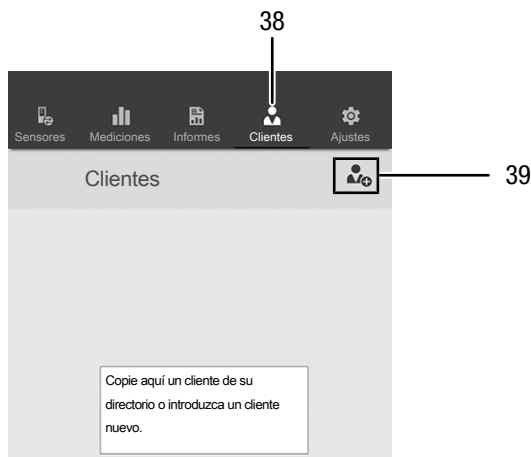 38
Sensores Mediciones Informes Clientes Ajustes
Clientes
39
Copie aquí un cliente de su
directorio o introduzca un cliente
nuevo.